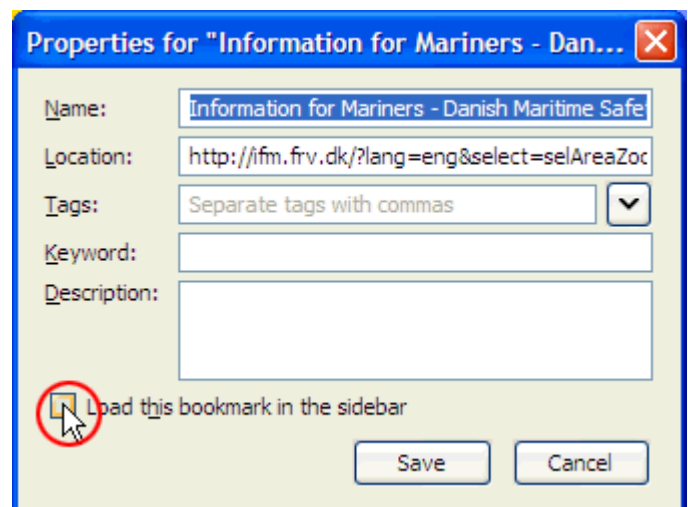 Properties for "Information for Mariners - Dan...
Name: Information for Mariners - Danish Maritime Safe
Location: http://ifm.frv.dk/?lang=eng&select=selAreaZoc
Tags: Separate tags with commas
Keyword:
Description:
Load this bookmark in the sidebar
Save Cancel